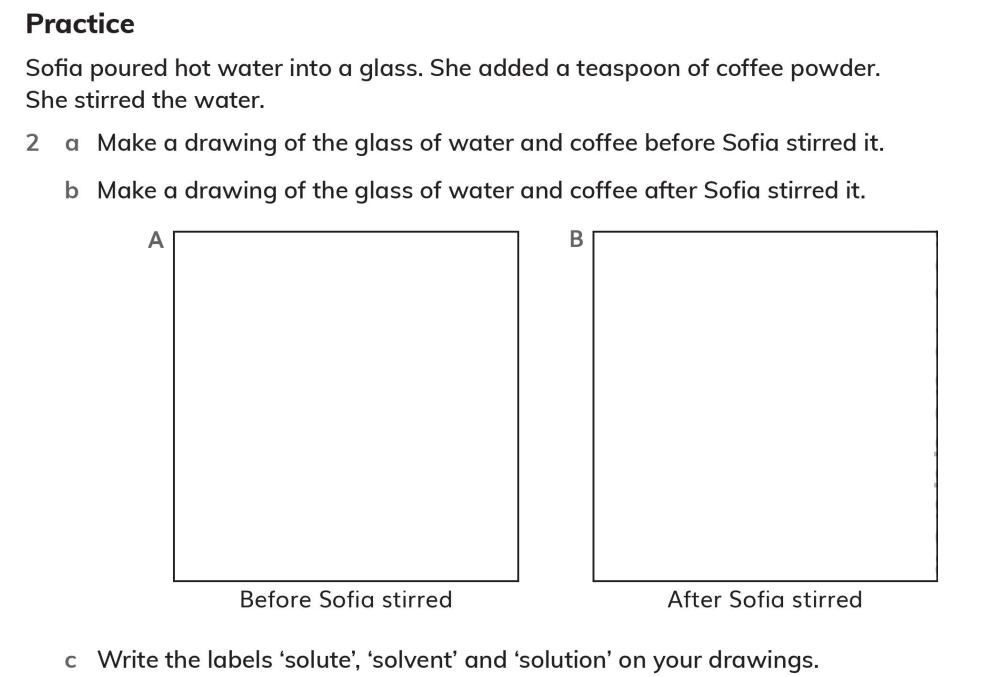 Practice
Sofia poured hot water into a glass. She added a teaspoon of coffee powder.
She stirred the water.
2 a Make a drawing of the glass of water and coffee before Sofia stirred it.
b Make a drawing of the glass of water and coffee after Sofia stirred it.
A B
Before Sofia stirred After Sofia stirred
c Write the labels ‘solute’, ‘solvent’ and ‘solution’ on your drawings.